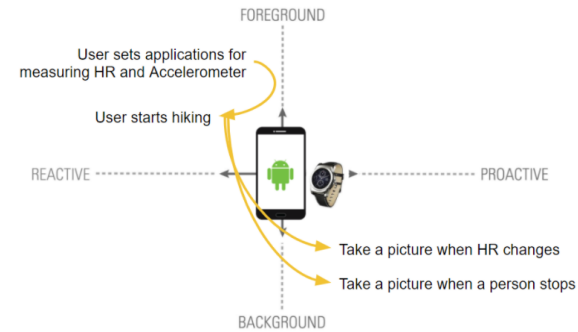 FOREGROUND
User sets applications for
measuring HR and Accelerometer
User starts hiking
REACTIVE
PROACTIVE
Take a picture when HR changes
Take a picture when a person stops
BACKGROUND